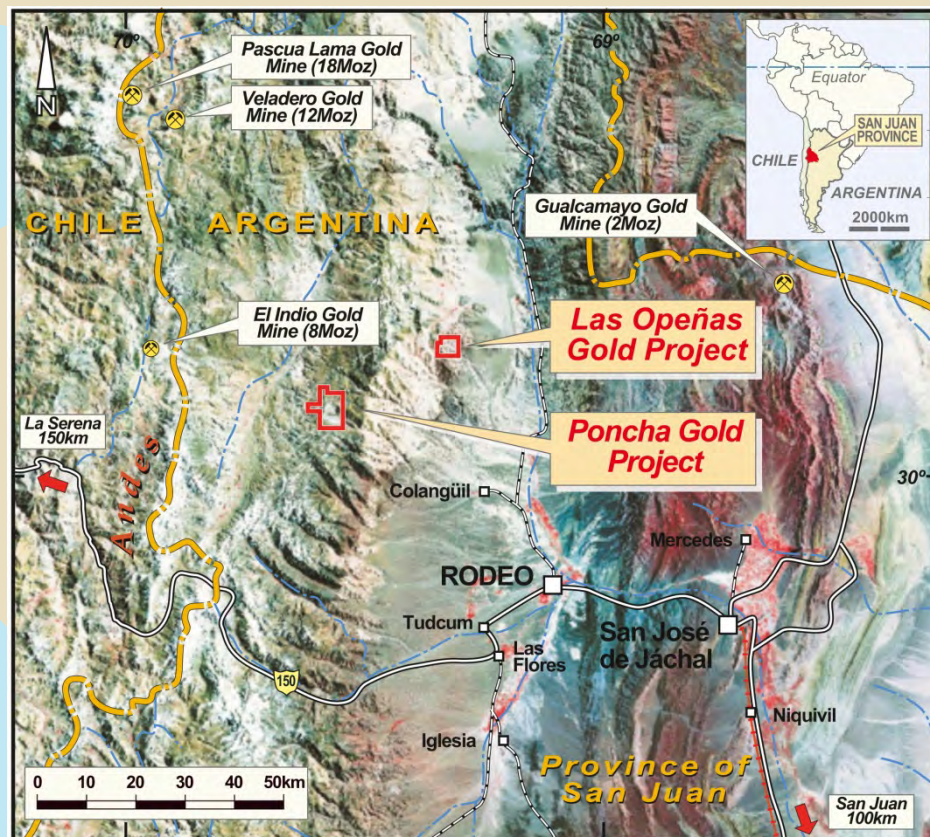 70º
69º
N
Pascua Lama Gold
Mine (18Moz)
Veladero Gold
Mine (12Moz)
Equator
SAN JUAN
PROVINCE
CHILE
ARGENTINA
2000km
CHILE
ARGENTINA
Gualcamayo Gold
Mine (2Moz)
El Indio Gold
Mine (8Moz)
Las Opeñas
Gold Project
La Serena
150km
Poncha Gold
Project
Andes
30º
Colangüil
Mercedes
RODEO
Tudcum
San José
de Jáchal
Las
Flores
150
Niquivil
Iglesia
Province of
San Juan
0 10 20 30 40 50km
San Juan
100km